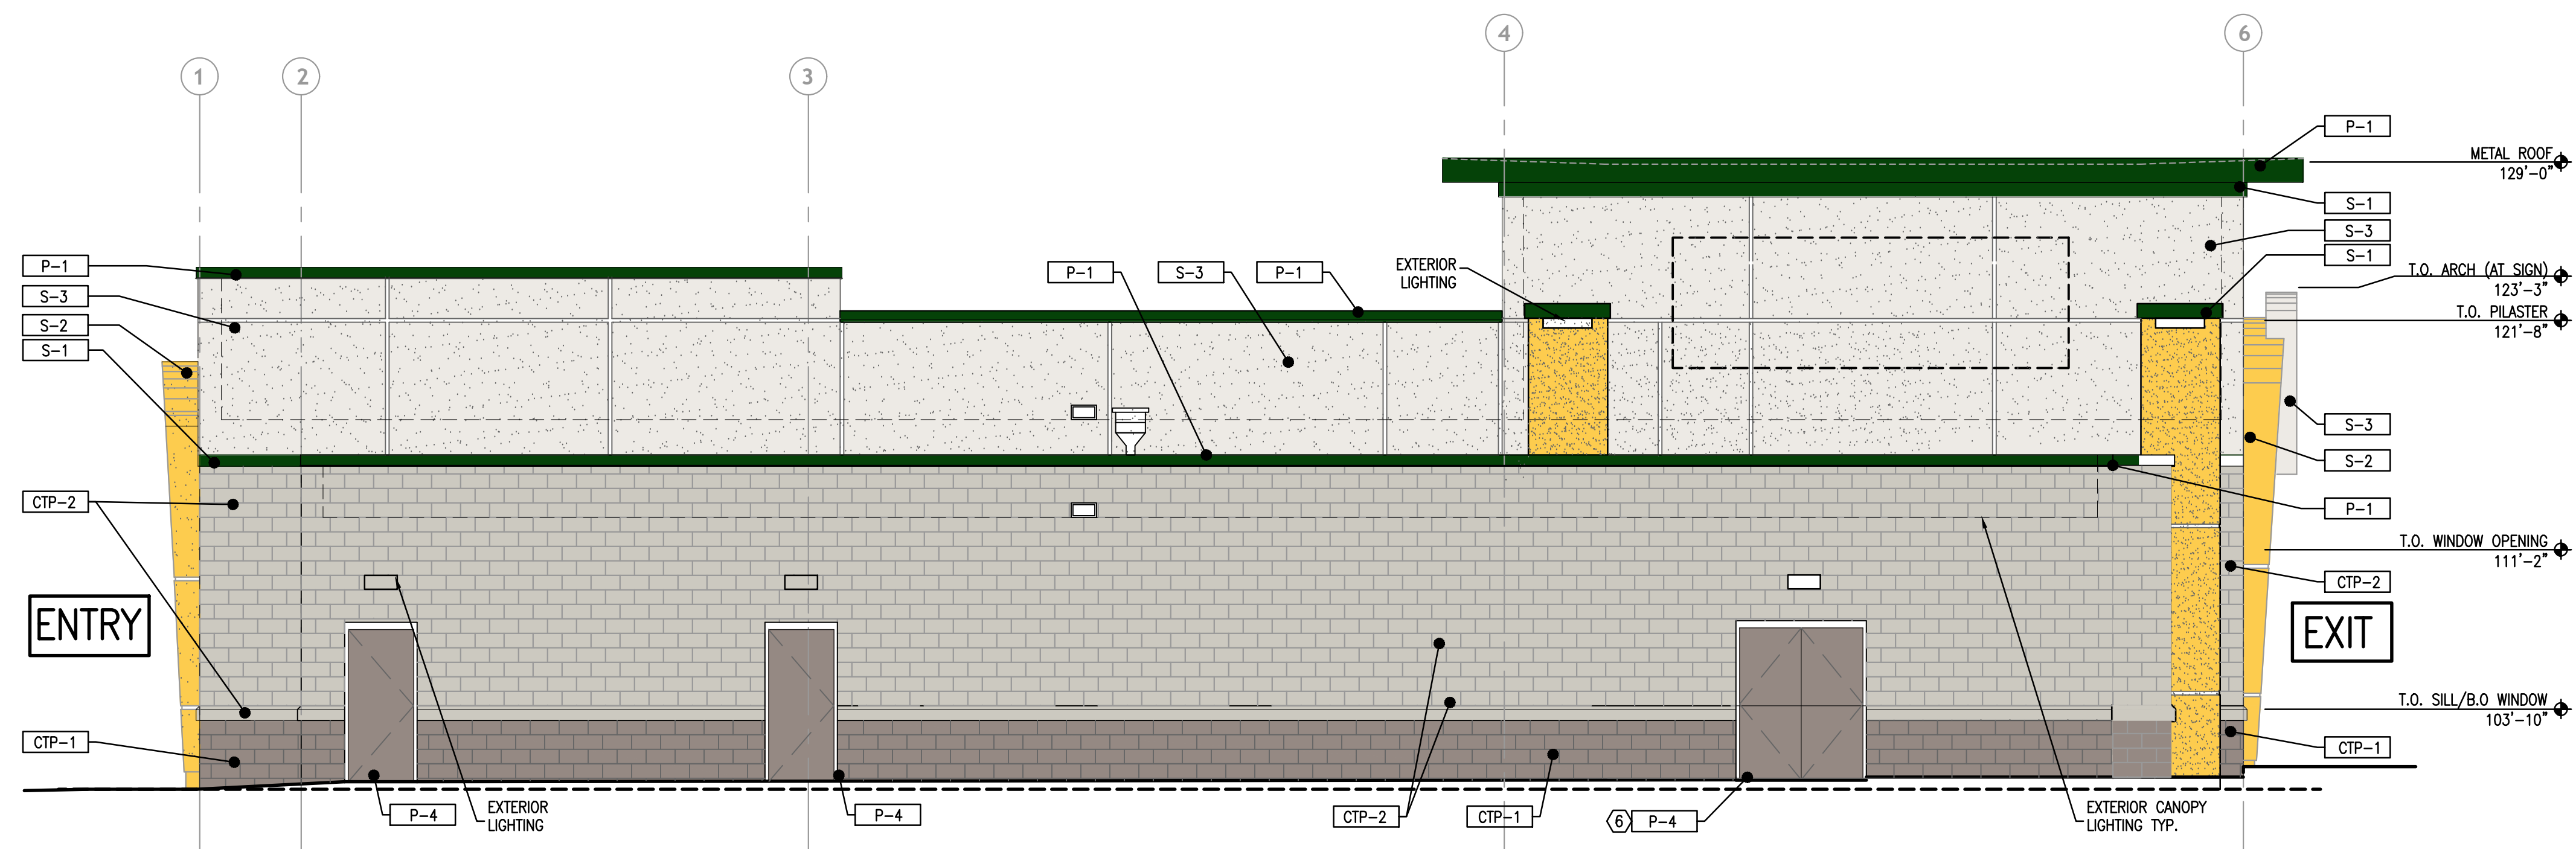 1
2
3
4
6
P-1
METAL ROOF
129'-0"
S-1
S-3
S-1
T.O. ARCH (AT SIGN)
123'-3"
T.O. PILASTER
121'-8"
P-1
S-3
S-2
S-1
P-1
S-3
P-1
EXTERIOR
LIGHTING
S-3
S-2
P-1
CTP-2
T.O. WINDOW OPENING
111'-2"
CTP-2
ENTRY
EXIT
T.O. SILL/B.O WINDOW
103'-10"
CTP-1
CTP-1
P-4
EXTERIOR
LIGHTING
P-4
CTP-2
CTP-1
6
P-4
EXTERIOR CANOPY
LIGHTING TYP.